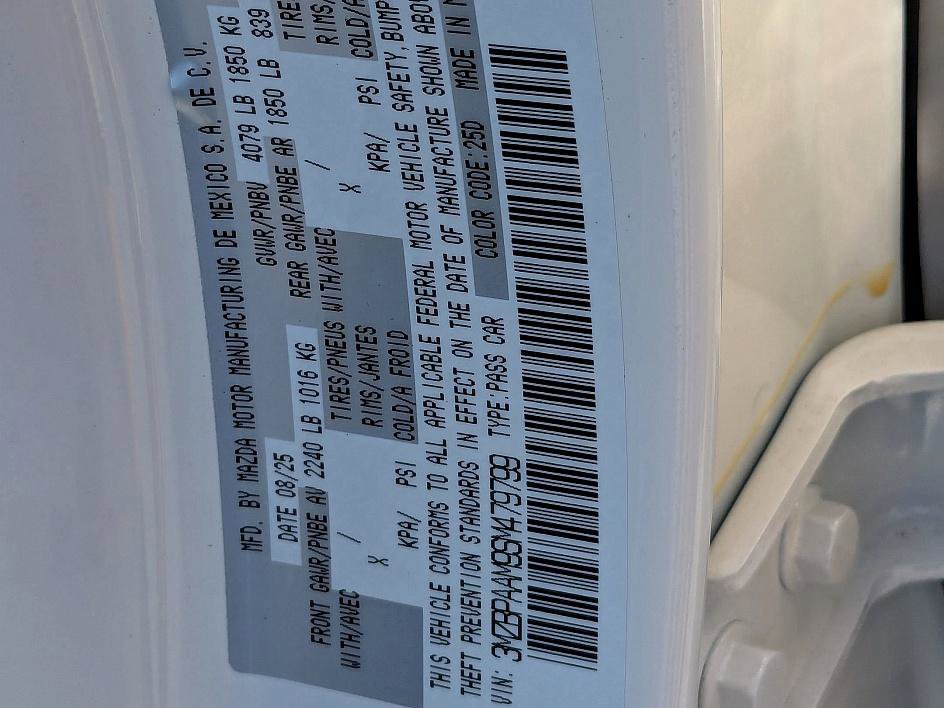 MFD. BY MAZDA MOTOR MANUFACTURING DE MEXICO S.A. DE C.V.
DATE 08/25 GVWR/PNBV 4079 LB 1850 KG
FRONT GAWR/PNBE AV 2240 LB 1016 KG REAR GAWR/PNBE AR 1850 LB 839
WITH/AVEC TIRES/PNEUS WITH/AVEC TIRE
X / RIMS/JANTES X / RIMS/
KPA/ PSI COLD/A FROID KPA/ PSI COLD/A
THIS VEHICLE CONFORMS TO ALL APPLICABLE FEDERAL MOTOR VEHICLE SAFETY, BUMP
THEFT PREVENTION STANDARDS IN EFFECT ON THE DATE OF MANUFACTURE SHOWN ABOV
VIN: 3MZBPAAM9SM479799 TYPE:PASS CAR COLOR CODE:25D MADE IN